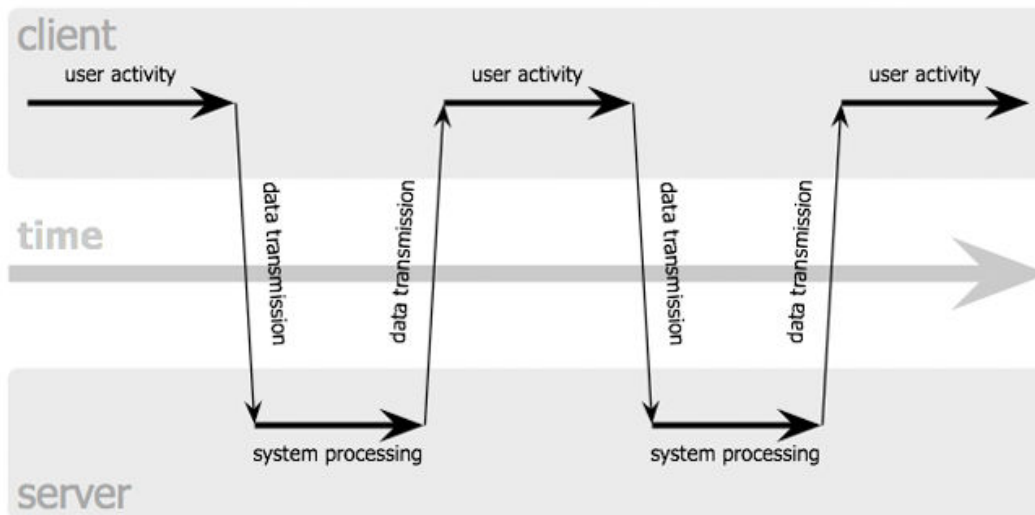 client
user activity
user activity
user activity
data transmission
data transmission
data transmission
data transmission
time
system processing
system processing
server